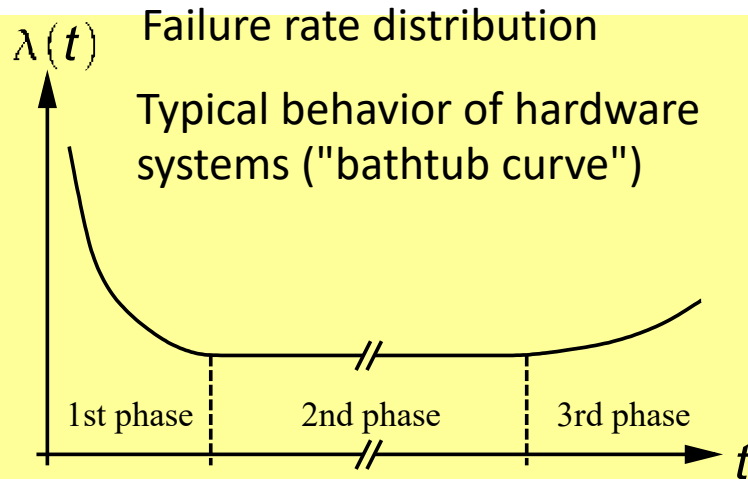 Failure rate distribution
λ(t)
Typical behavior of hardware
systems ("bathtub curve")
1st phase
2nd phase
3rd phase
t